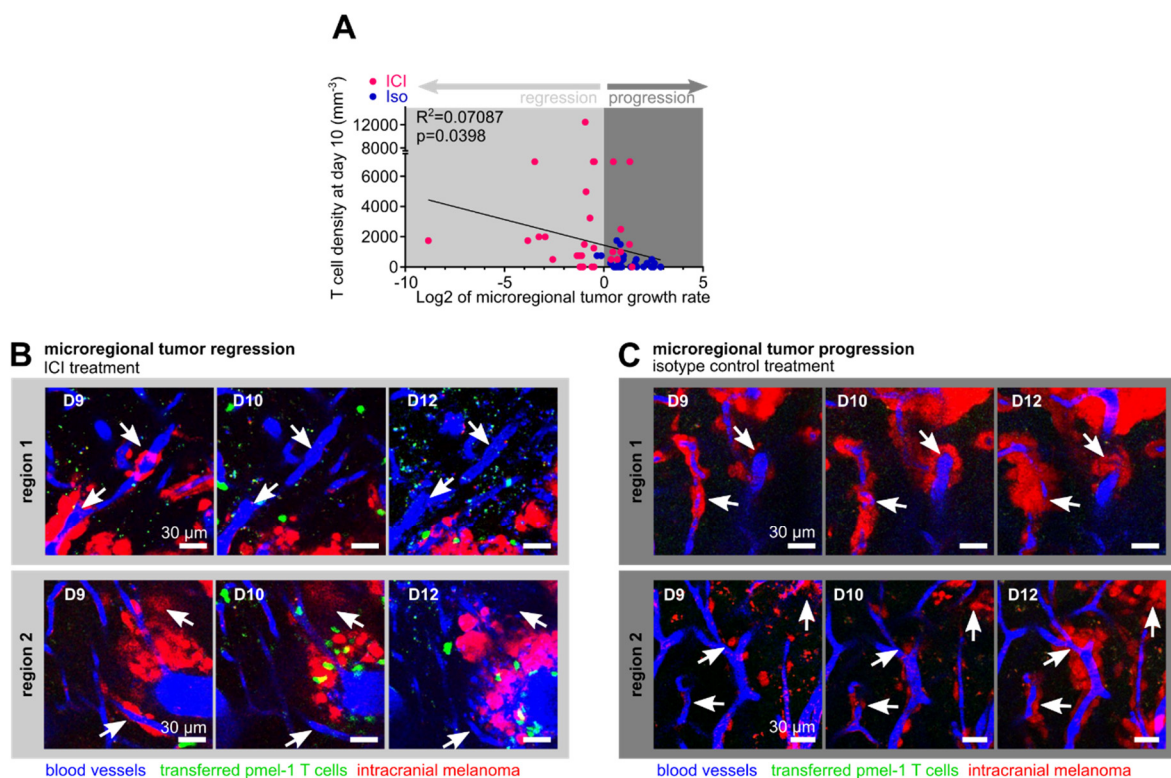 A
ICI
Iso
regression
progression
R²=0.07087
p=0.0398
T cell density at day 10 (mm⁻³)
12000
8000
6000
4000
2000
0
-10
-5
0
5
Log2 of microregional tumor growth rate
B
microregional tumor regression
ICI treatment
region 1
D9
D10
D12
30 µm
region 2
D9
D10
D12
30 µm
blood vessels transferred pmel-1 T cells intracranial melanoma
C
microregional tumor progression
isotype control treatment
region 1
D9
D10
D12
30 µm
region 2
D9
D10
D12
30 µm
blood vessels transferred pmel-1 T cells intracranial melanoma